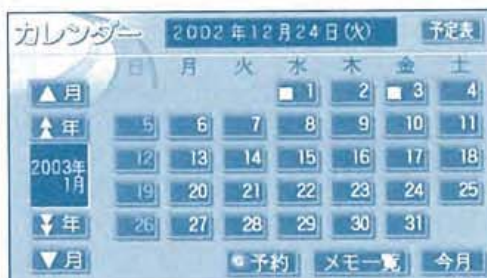 カレンダー 2002年12月24日(火) 予定表
日 月 火 水 木 金 土
▲月 ■1 2 ■3 4
年 5 6 7 8 9 10 11
2003年1月 12 13 14 15 16 17 18
19 20 21 22 23 24 25
年 26 27 28 29 30 31
▼月 予約 メモ一覧 今月